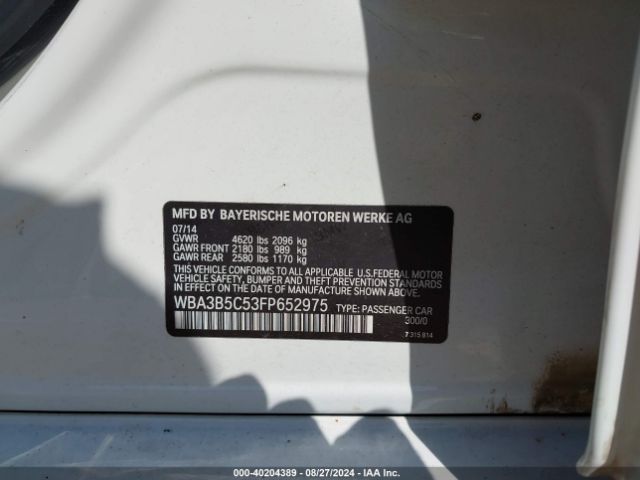 MFD BY BAYERISCHE MOTOREN WERKE AG
07/14
GVWR 4620 lbs 2096 kg
GAWR FRONT 2180 lbs 989 kg
GAWR REAR 2580 lbs 1170 kg
THIS VEHICLE CONFORMS TO ALL APPLICABLE U.S.FEDERAL MOTOR
VEHICLE SAFETY, BUMPER, AND THEFT PREVENTION STANDARDS
IN EFFECT ON THE DATE OF MANUFACTURE SHOWN ABOVE.
WBA3B5C53FP652975 TYPE: PASSENGER CAR
300/0
7 315 814
000-40204389 - 08/27/2024 - IAA Inc.